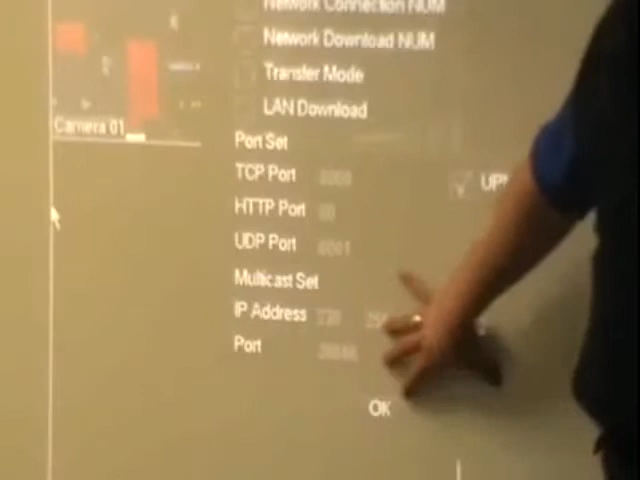 Network Connection NUM
Network Download NUM
Transfer Mode
LAN Download
Camera 01
Port Set
TCP Port
HTTP Port
UDP Port
Multicast Set
IP Address
Port
OK